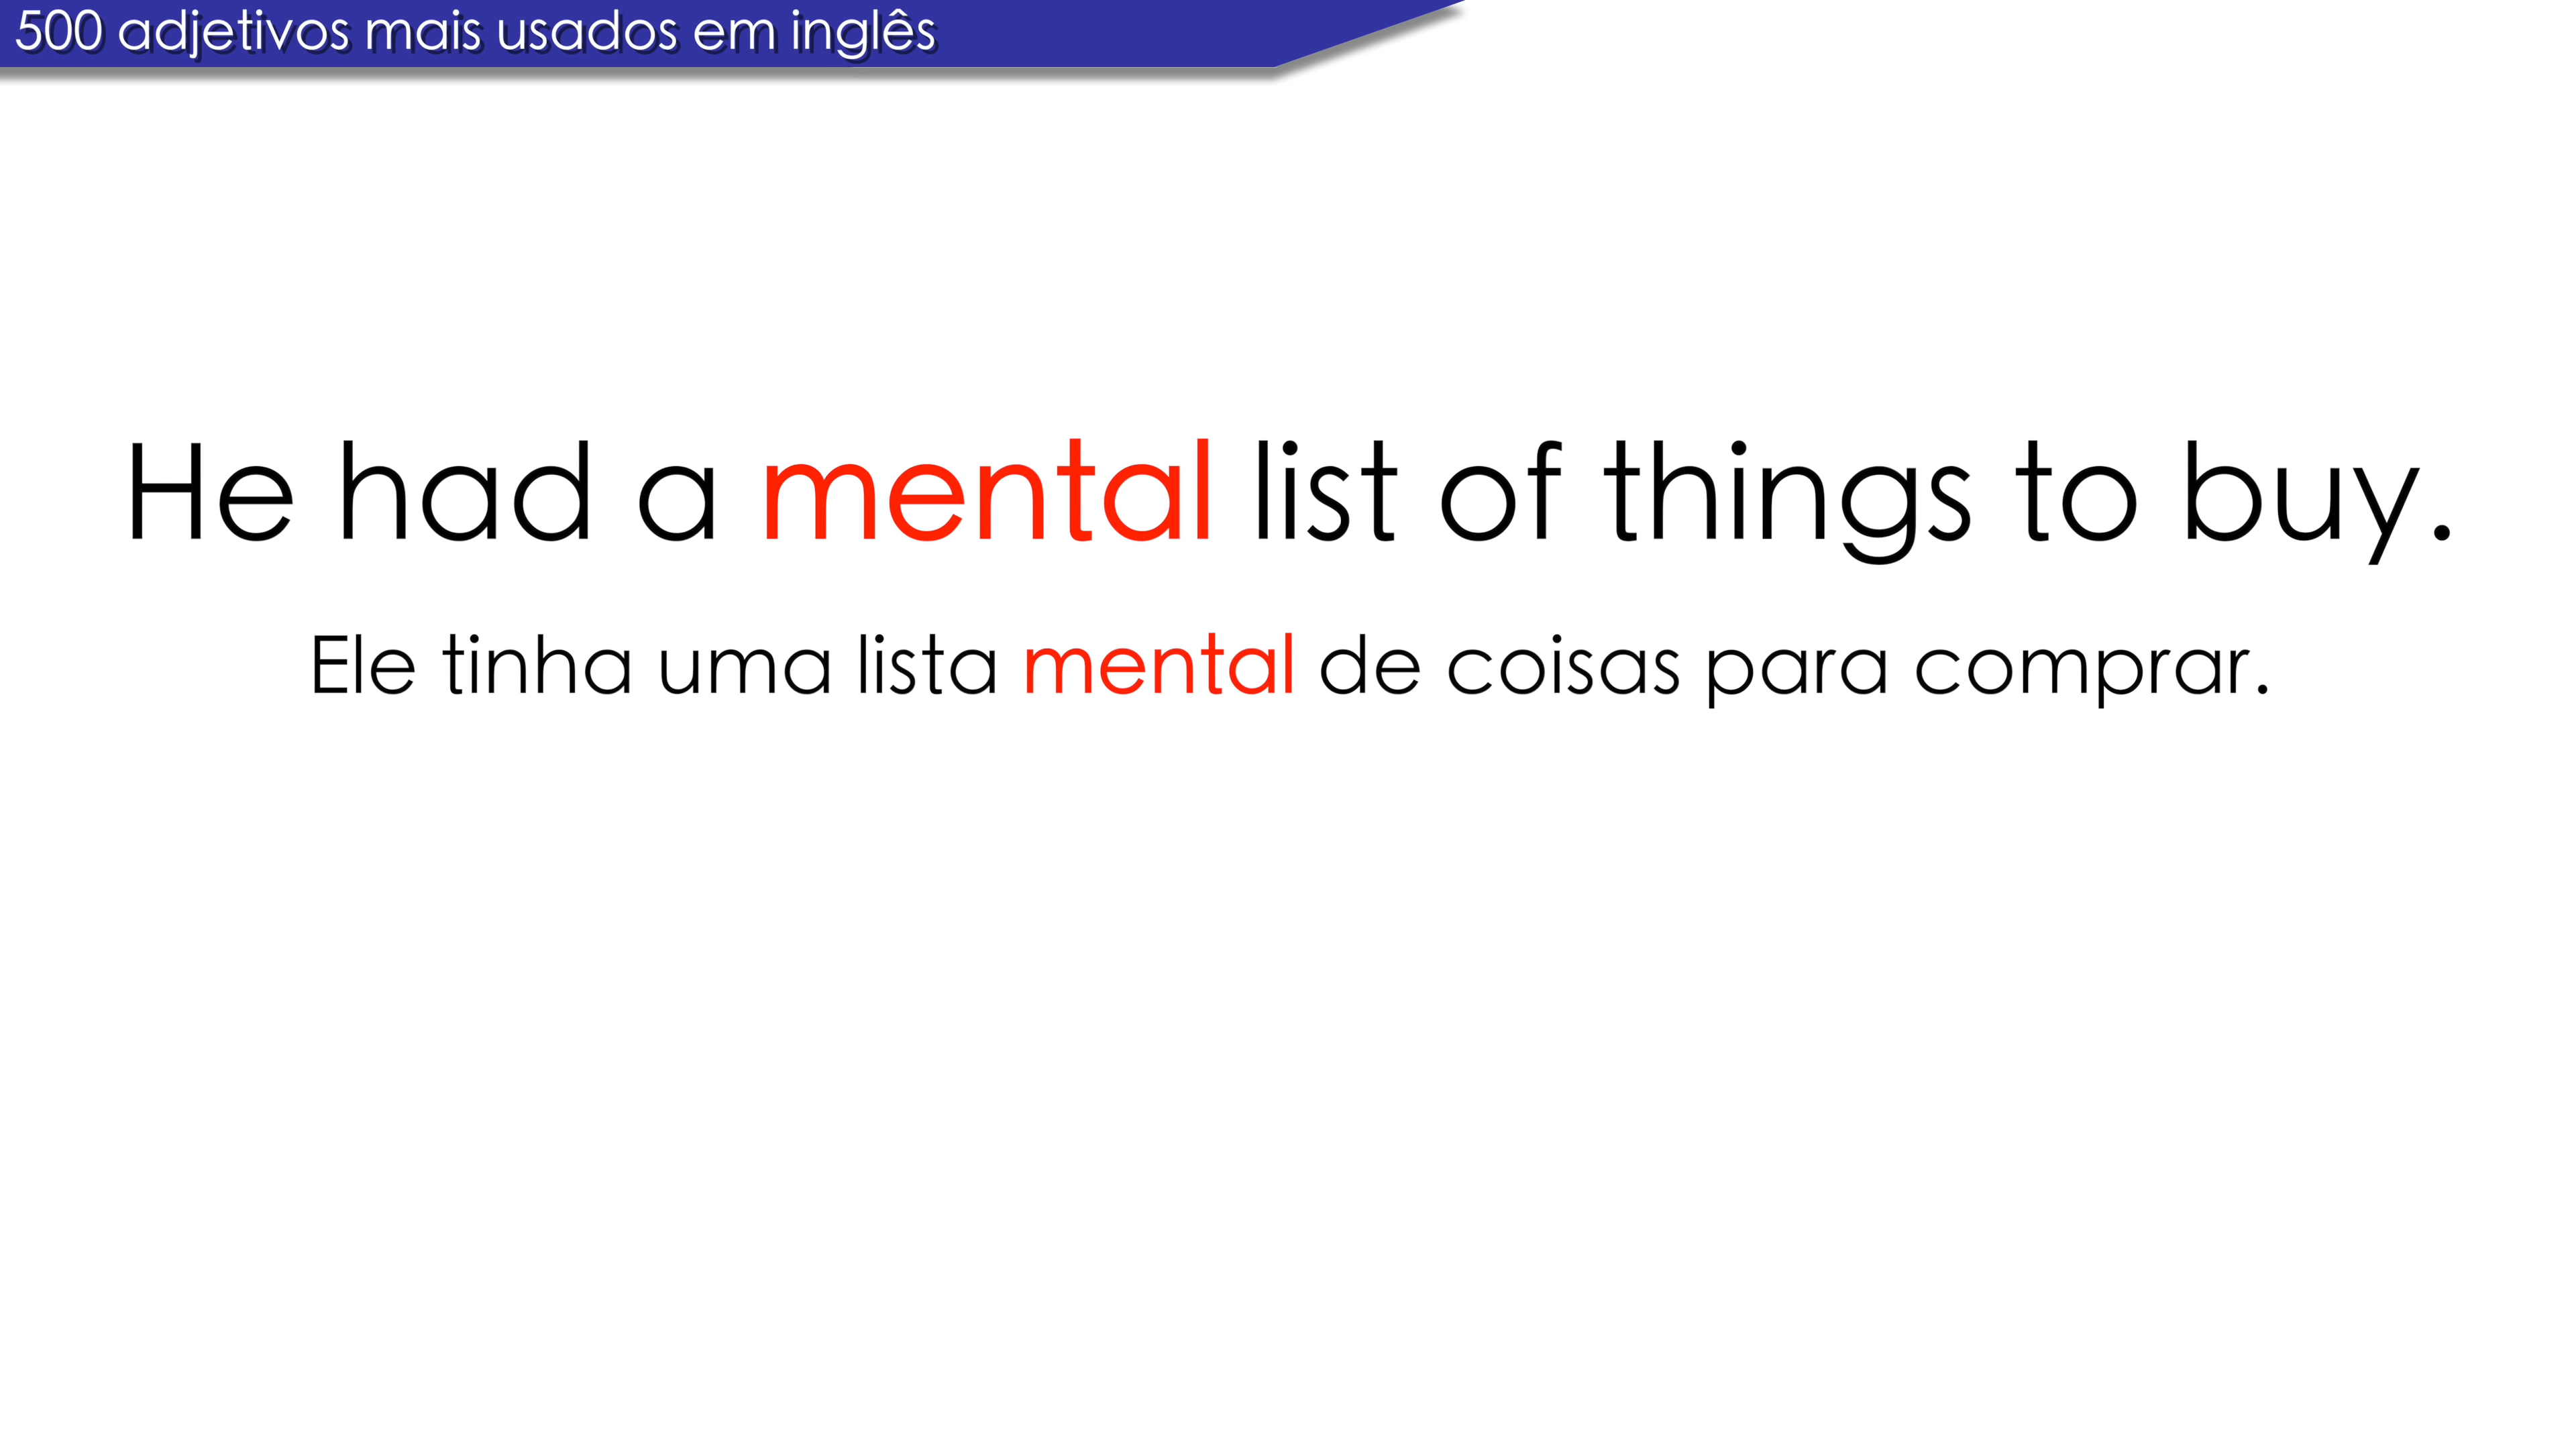 500 adjetivos mais usados em inglês
He had a mental list of things to buy.
Ele tinha uma lista mental de coisas para comprar.